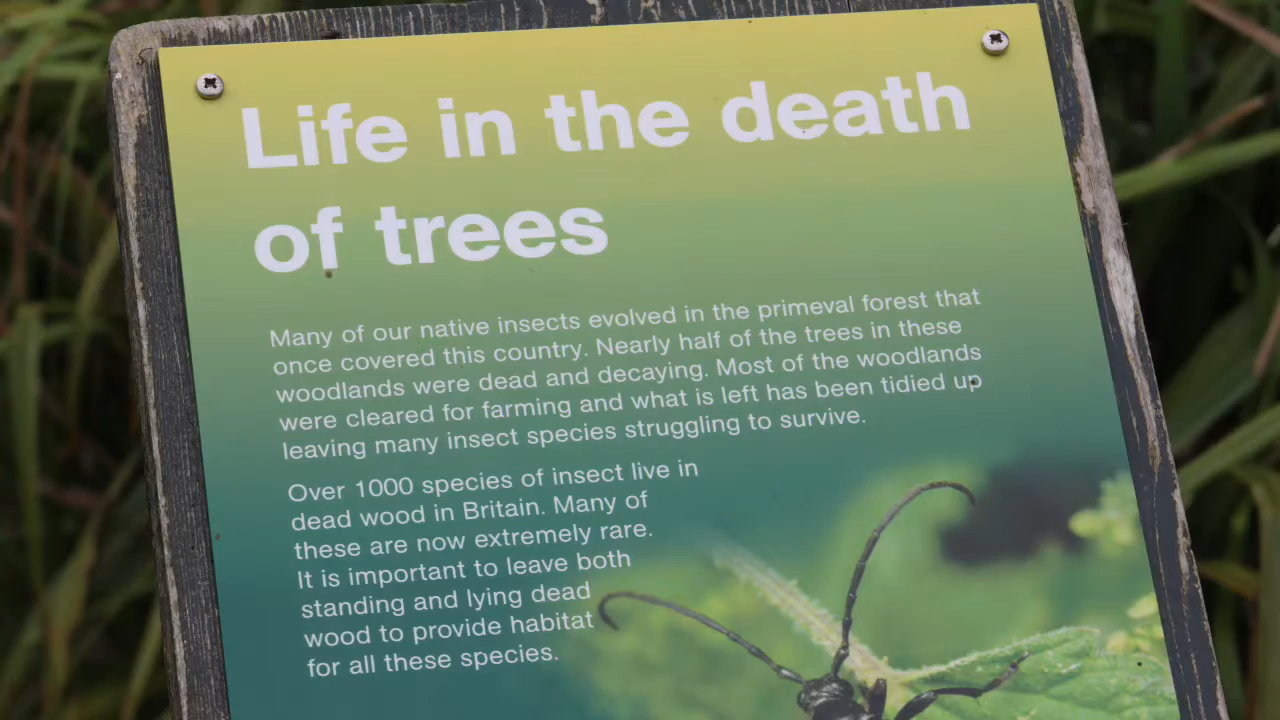 Life in the death
of trees
Many of our native insects evolved in the primeval forest that
once covered this country. Nearly half of the trees in these
woodlands were dead and decaying. Most of the woodlands
were cleared for farming and what is left has been tidied up
leaving many insect species struggling to survive.
Over 1000 species of insect live in
dead wood in Britain. Many of
these are now extremely rare.
It is important to leave both
standing and lying dead
wood to provide habitat
for all these species.